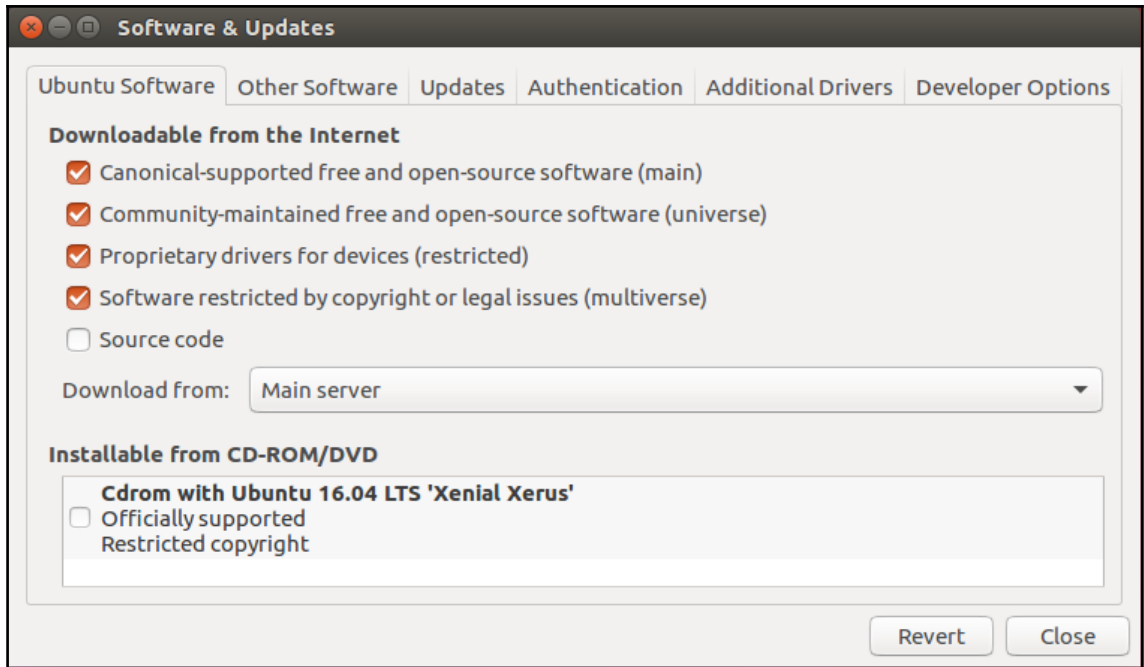 Software & Updates
Ubuntu Software
Other Software
Updates
Authentication
Additional Drivers
Developer Options
Downloadable from the Internet
Canonical-supported free and open-source software (main)
Community-maintained free and open-source software (universe)
Proprietary drivers for devices (restricted)
Software restricted by copyright or legal issues (multiverse)
Source code
Download from: Main server
Installable from CD-ROM/DVD
Cdrom with Ubuntu 16.04 LTS 'Xenial Xerus'
Officially supported
Restricted copyright
Revert
Close